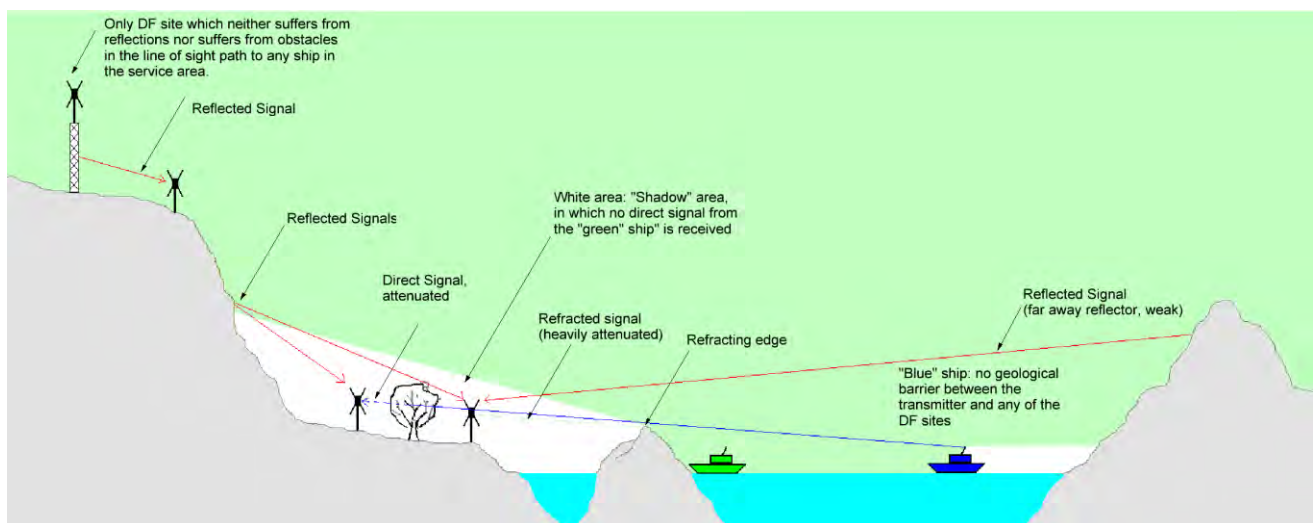 Only DF site which neither suffers from
reflections nor suffers from obstacles
in the line of sight path to any ship in
the service area.
Reflected Signal
White area: "Shadow" area,
in which no direct signal from
the "green" ship" is received
Reflected Signals
Direct Signal,
attenuated
Refracted signal
(heavily attenuated)
Refracting edge
Reflected Signal
(far away reflector, weak)
"Blue" ship: no geological
barrier between the
transmitter and any of the
DF sites